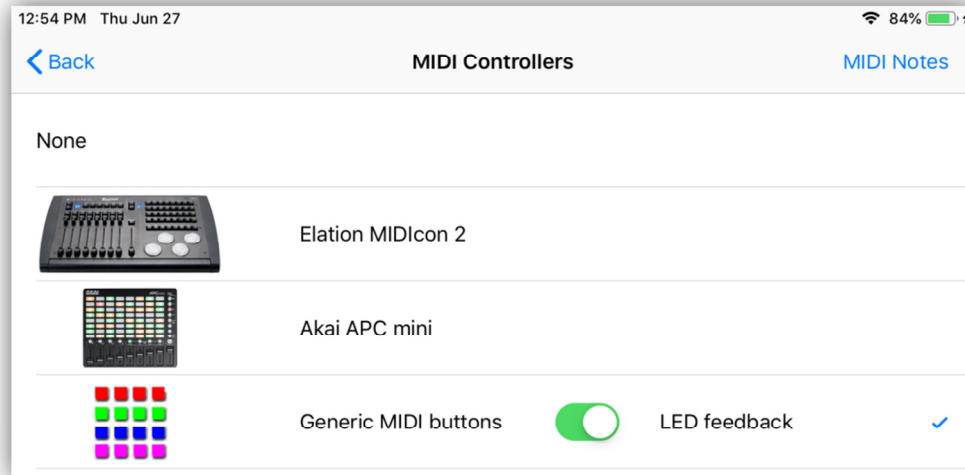 12:54 PM Thu Jun 27 84%
Back MIDI Controllers MIDI Notes
None
Elation MIDIcon 2
AKAI
Akai APC mini
Generic MIDI buttons LED feedback